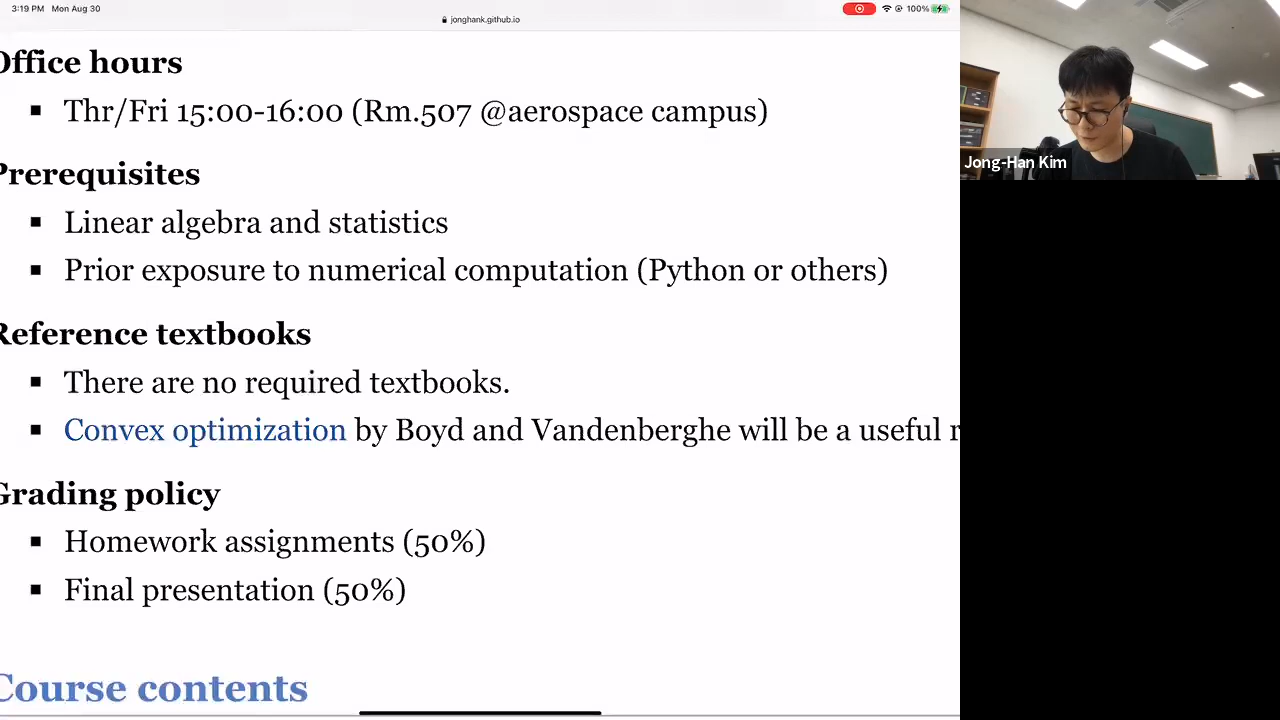 3:19 PM Mon Aug 30
100%
jonghank.github.io
Office hours
Thr/Fri 15:00-16:00 (Rm.507 @aerospace campus)
Prerequisites
Linear algebra and statistics
Prior exposure to numerical computation (Python or others)
Reference textbooks
There are no required textbooks.
Convex optimization by Boyd and Vandenberghe will be a useful r
Grading policy
Homework assignments (50%)
Final presentation (50%)
Course contents
Jong-Han Kim